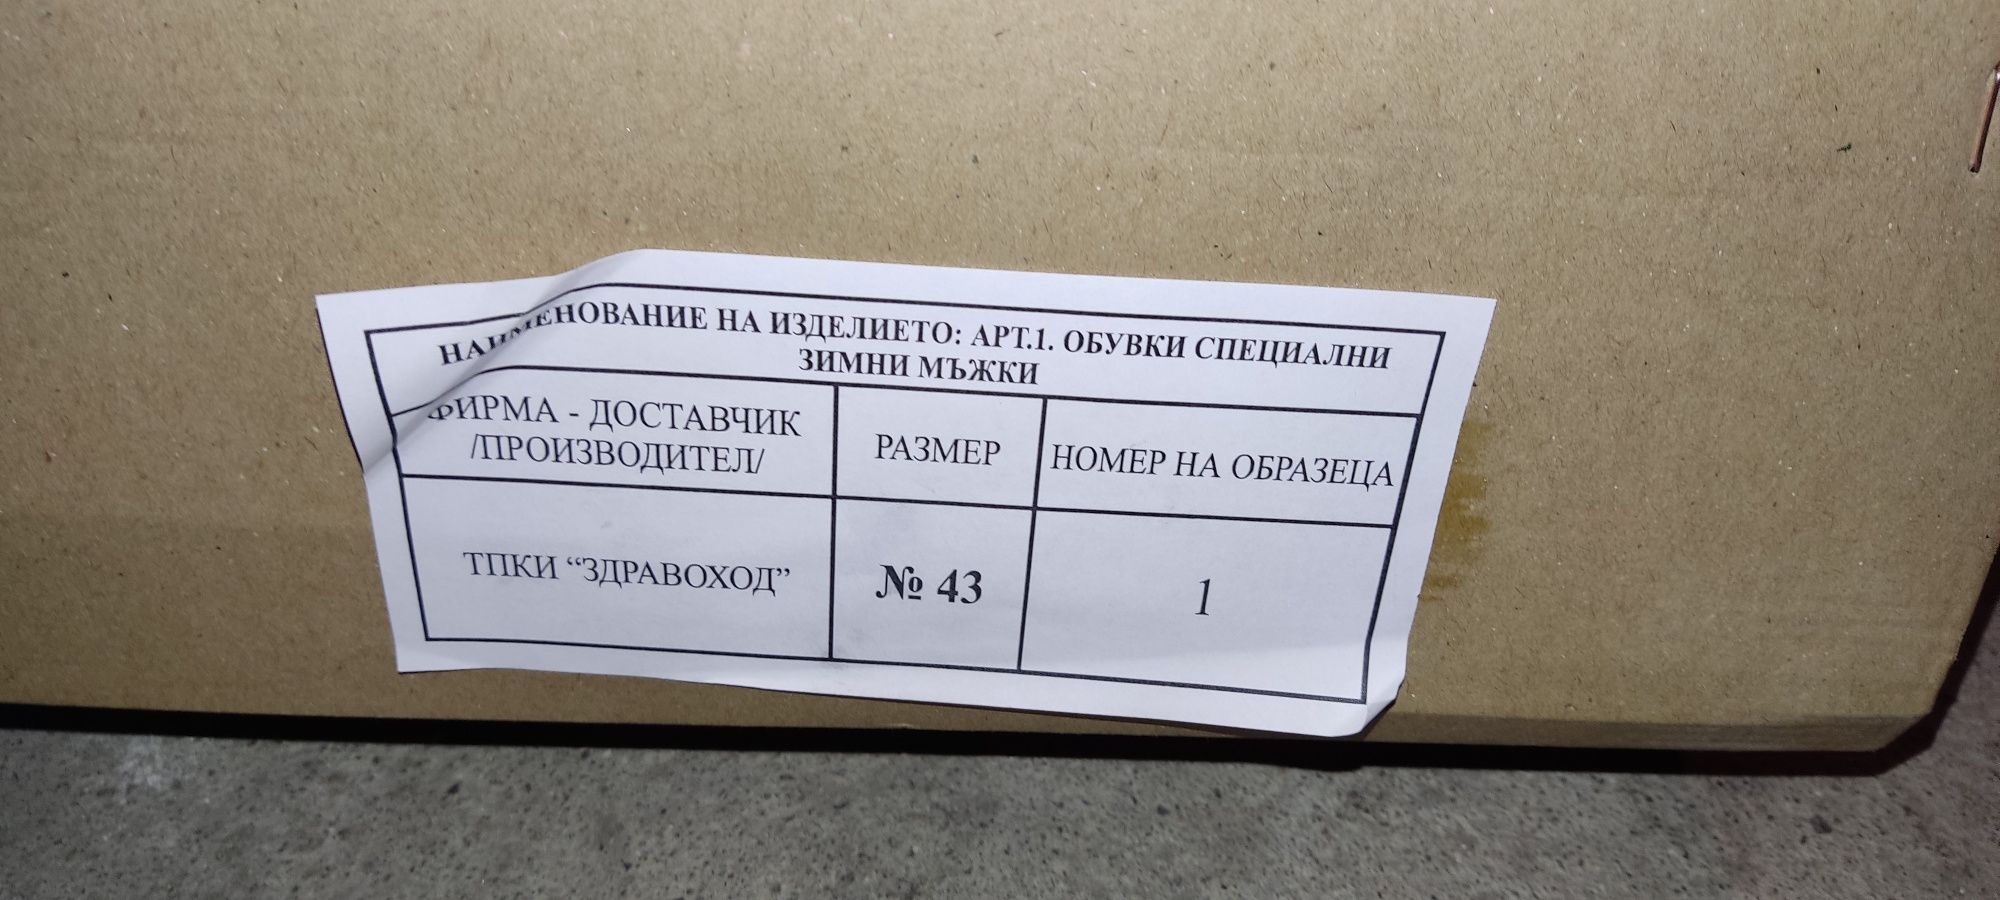 НАИМЕНОВАНИЕ НА ИЗДЕЛИЕТО: АРТ.1. ОБУВКИ СПЕЦИАЛНИ
ЗИМНИ МЪЖКИ
ФИРМА - ДОСТАВЧИК
/ПРОИЗВОДИТЕЛ/
РАЗМЕР
НОМЕР НА ОБРАЗЕЦА
ТПКИ “ЗДРАВОХОД”
№ 43
1